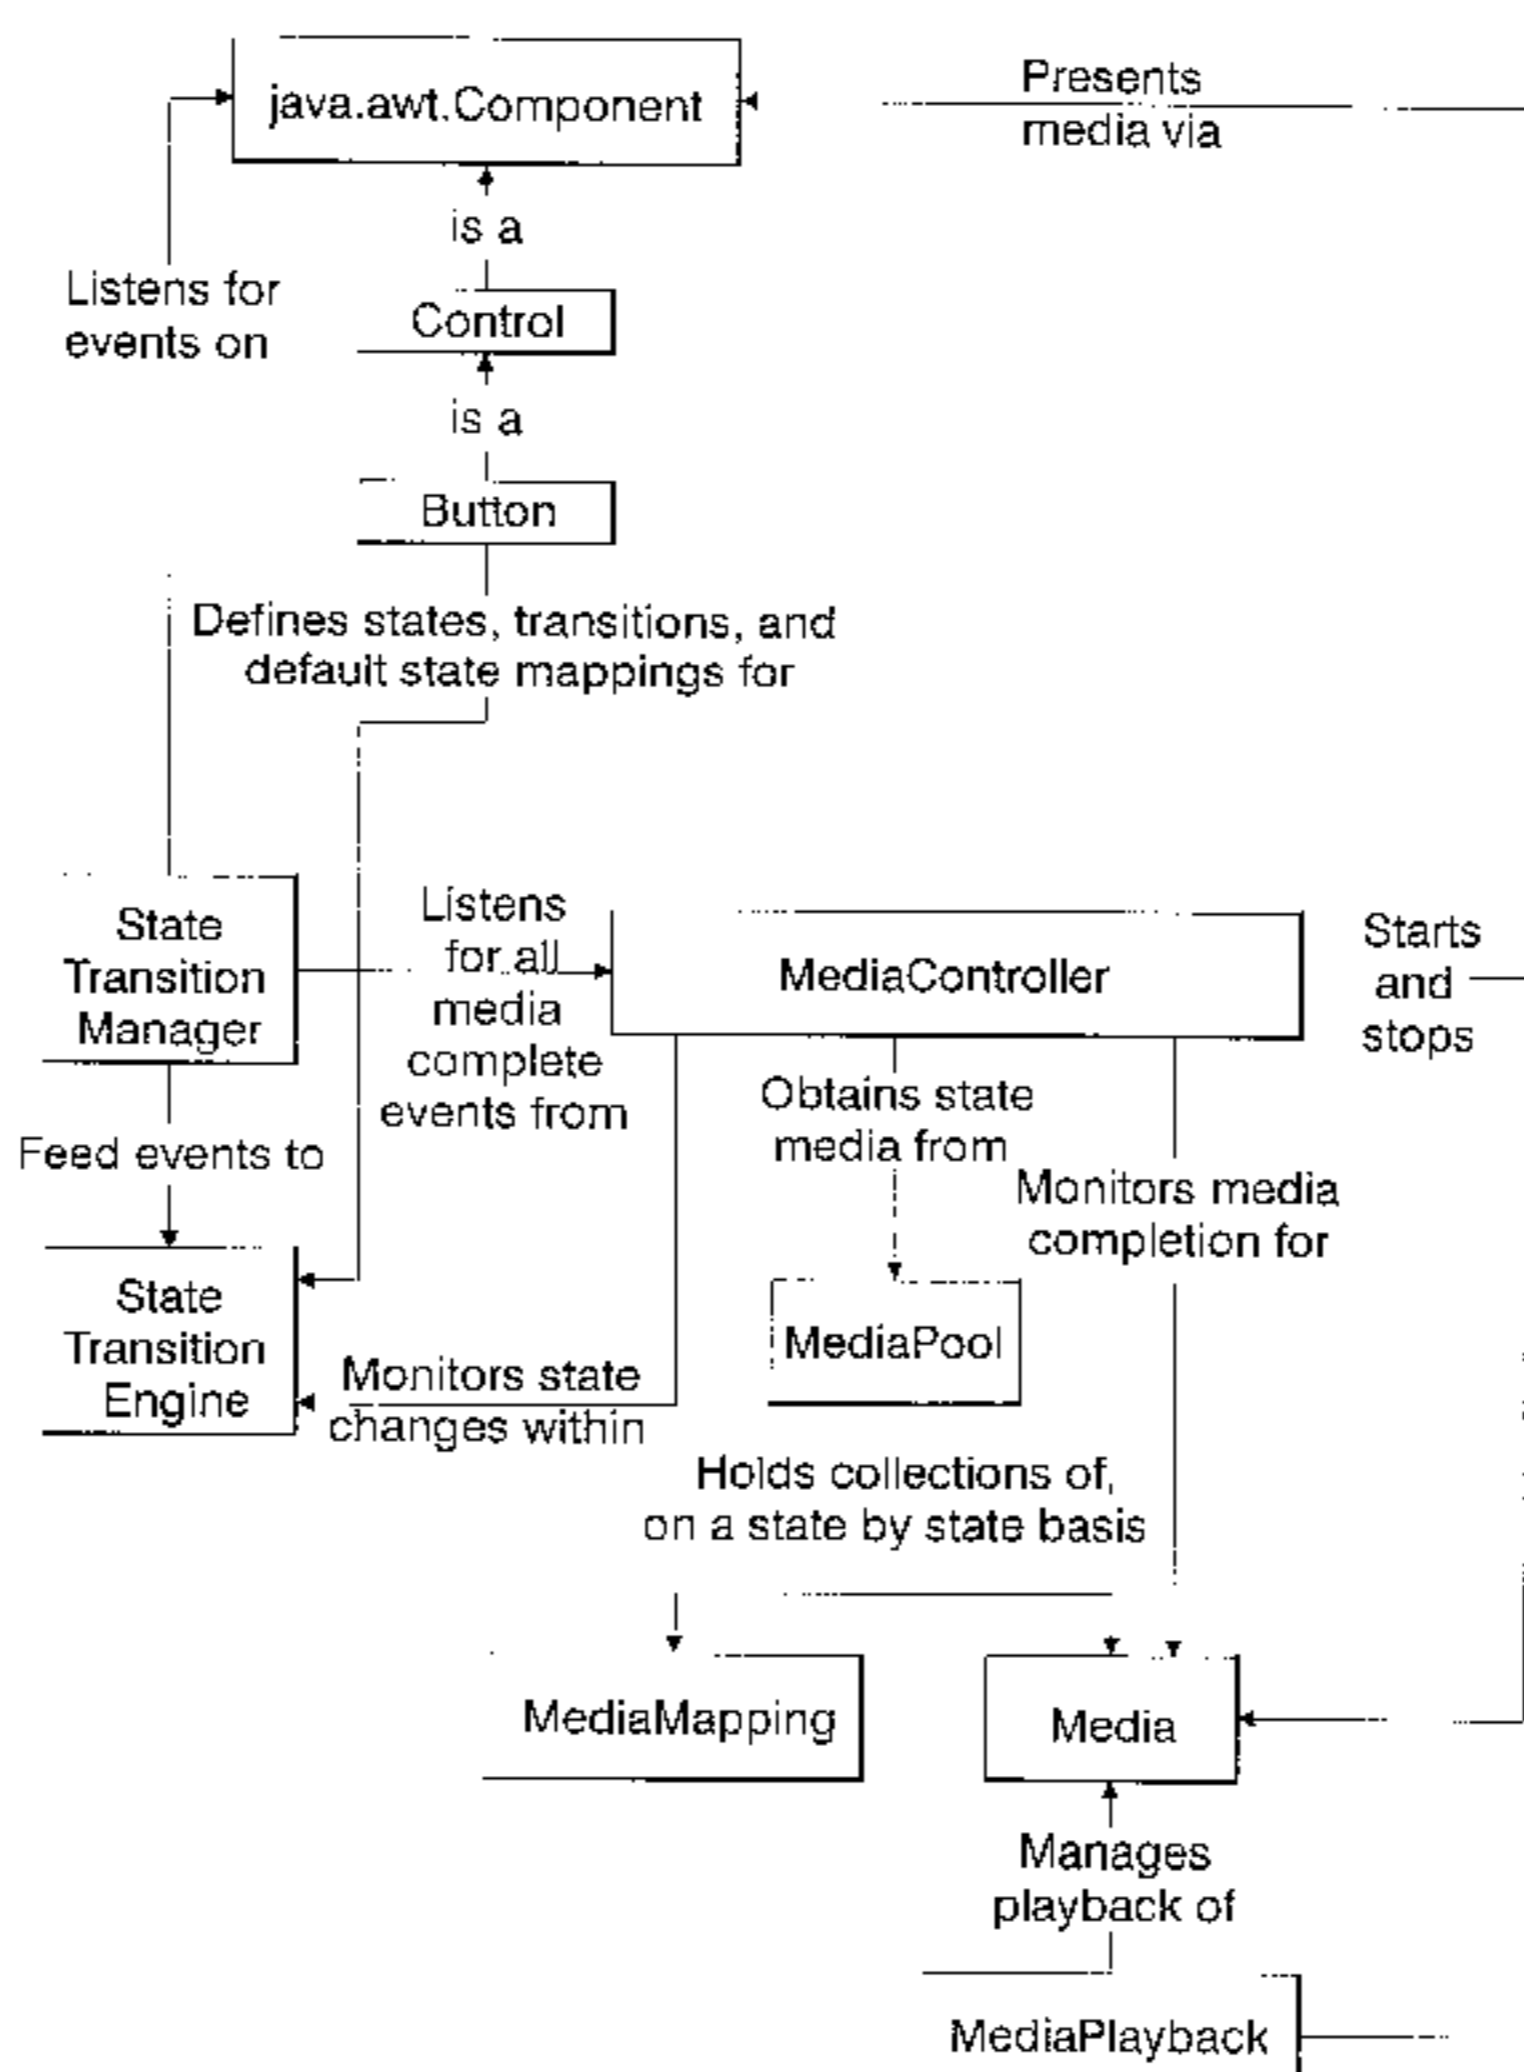 java.awt.Component
Presents
media via
is a
Listens for
events on
Control
is a
Button
Defines states, transitions, and
default state mappings for
State
Transition
Manager
Listens
for all
media
complete
events from
MediaController
Starts
and
stops
Feed events to
Obtains state
media from
Monitors media
completion for
State
Transition
Engine
MediaPool
Monitors state
changes within
Holds collections of,
on a state by state basis
MediaMapping
Media
Manages
playback of
MediaPlayback